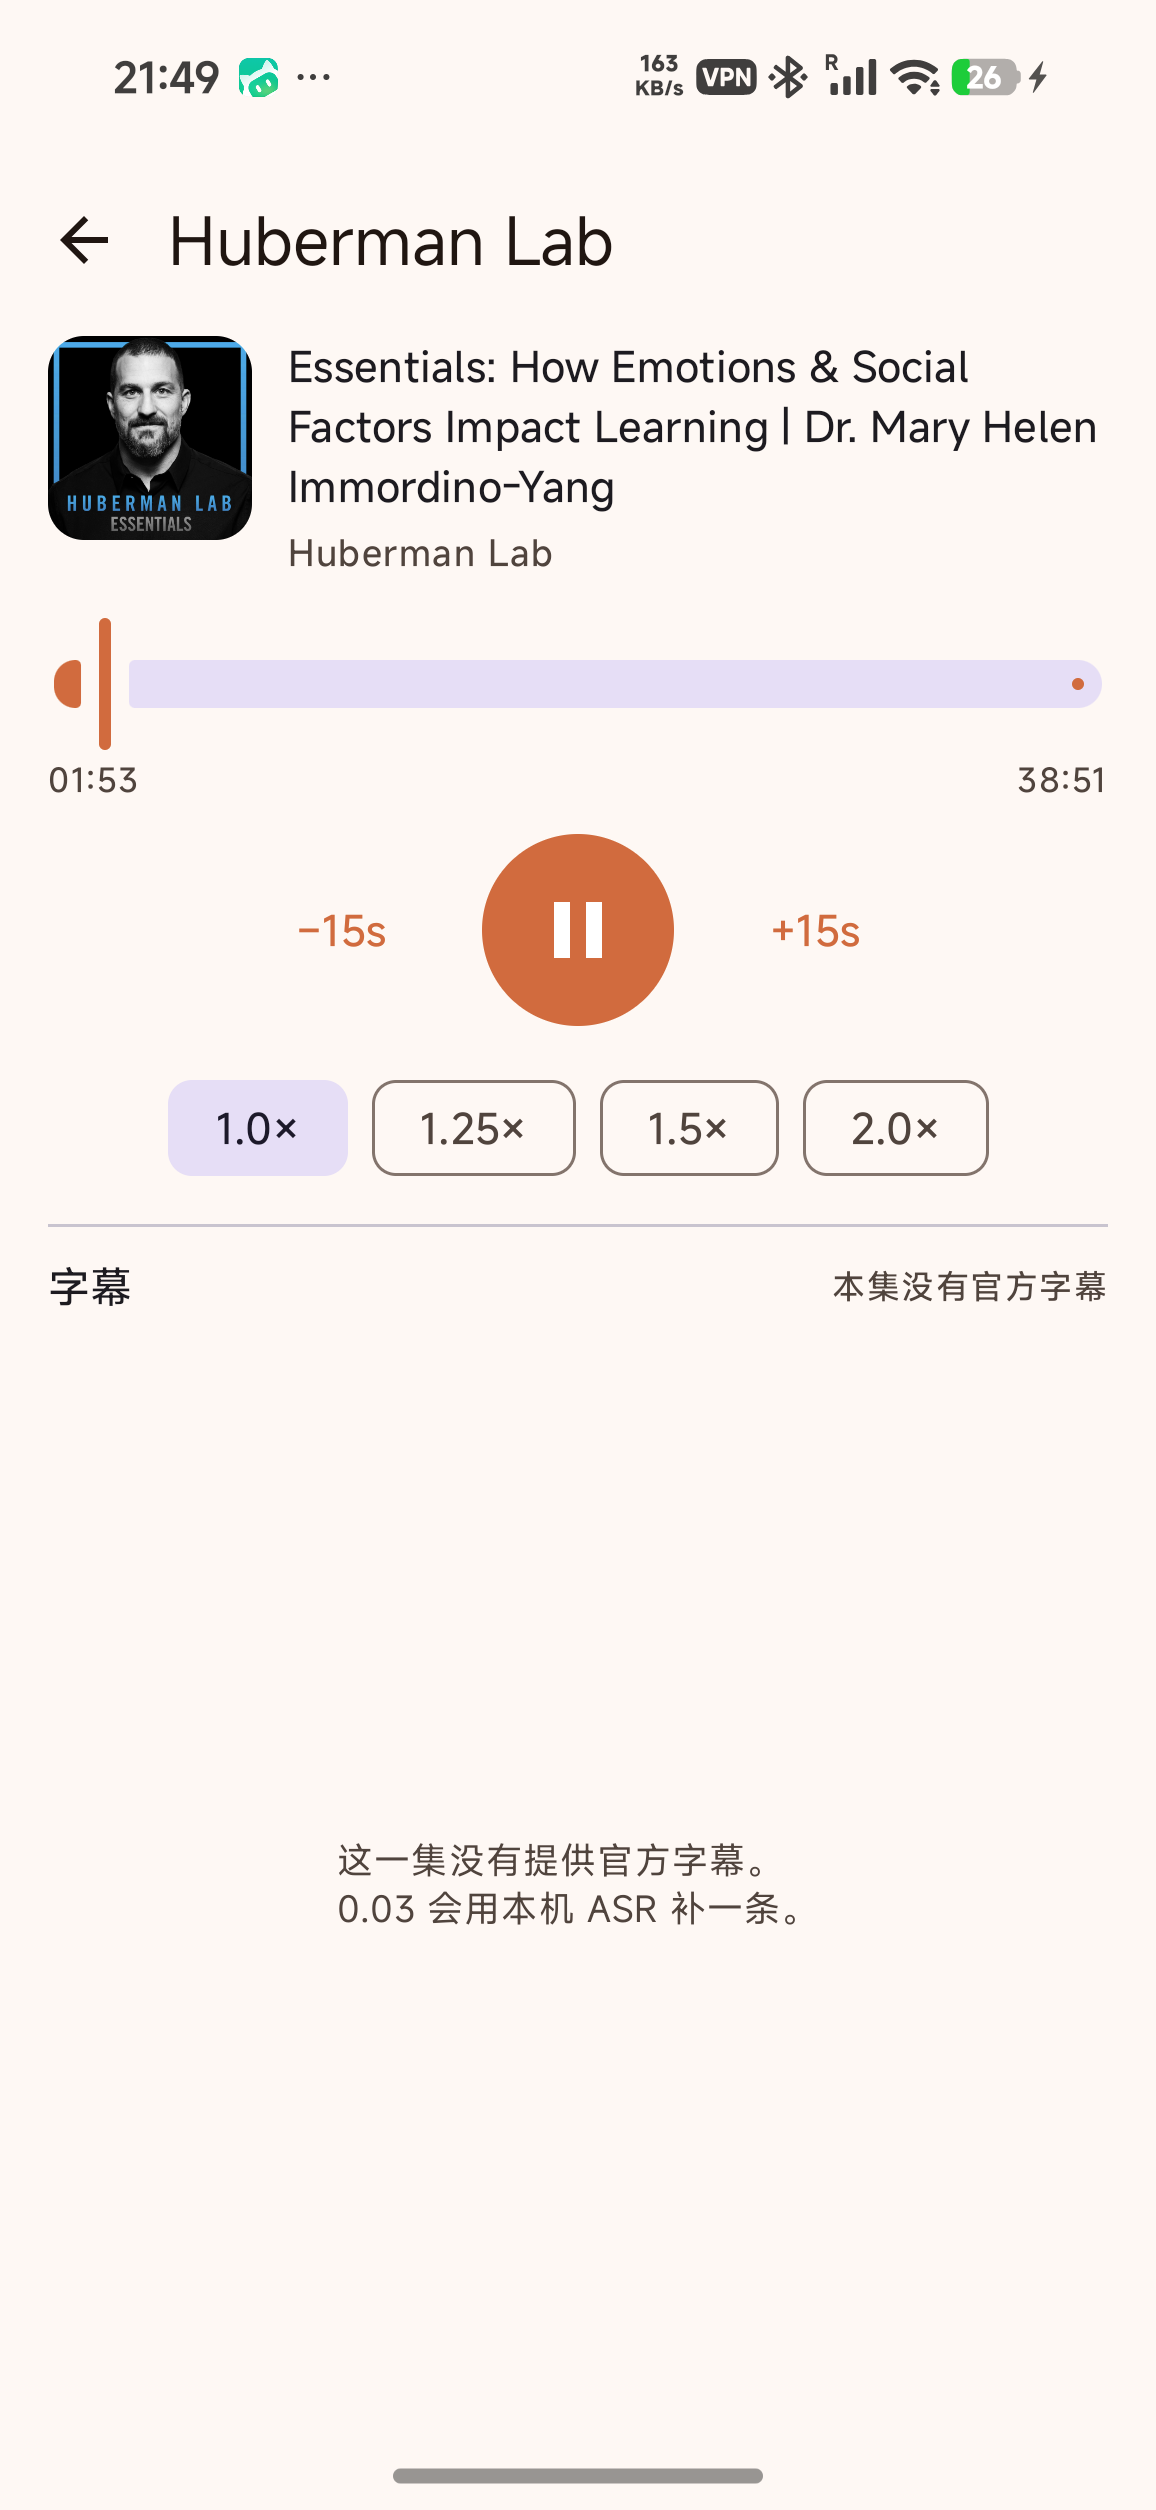 21:49
163
KB/s
VPN
R
26
Huberman Lab
HUBERMAN LAB
ESSENTIALS
Essentials: How Emotions & Social
Factors Impact Learning | Dr. Mary Helen
Immordino-Yang
Huberman Lab
01:53
38:51
−15s
+15s
1.0×
1.25×
1.5×
2.0×
字幕
本集没有官方字幕
这一集没有提供官方字幕。
0.03 会用本机 ASR 补一条。